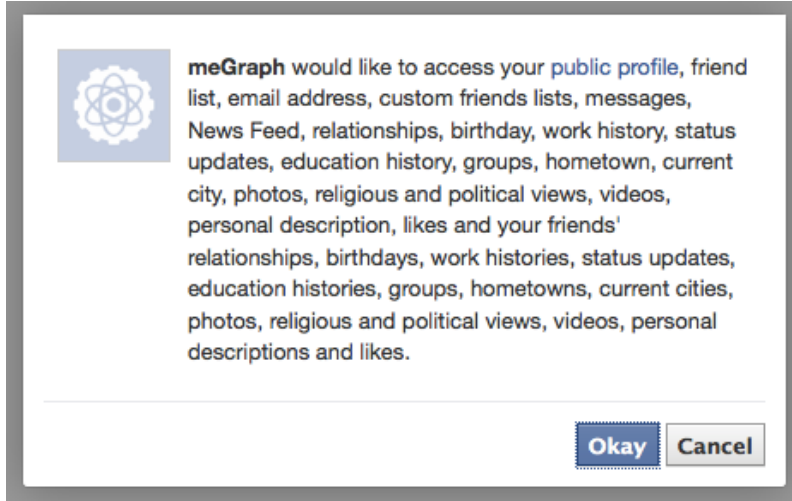 meGraph would like to access your public profile, friend
list, email address, custom friends lists, messages,
News Feed, relationships, birthday, work history, status
updates, education history, groups, hometown, current
city, photos, religious and political views, videos,
personal description, likes and your friends'
relationships, birthdays, work histories, status updates,
education histories, groups, hometowns, current cities,
photos, religious and political views, videos, personal
descriptions and likes.
Okay Cancel